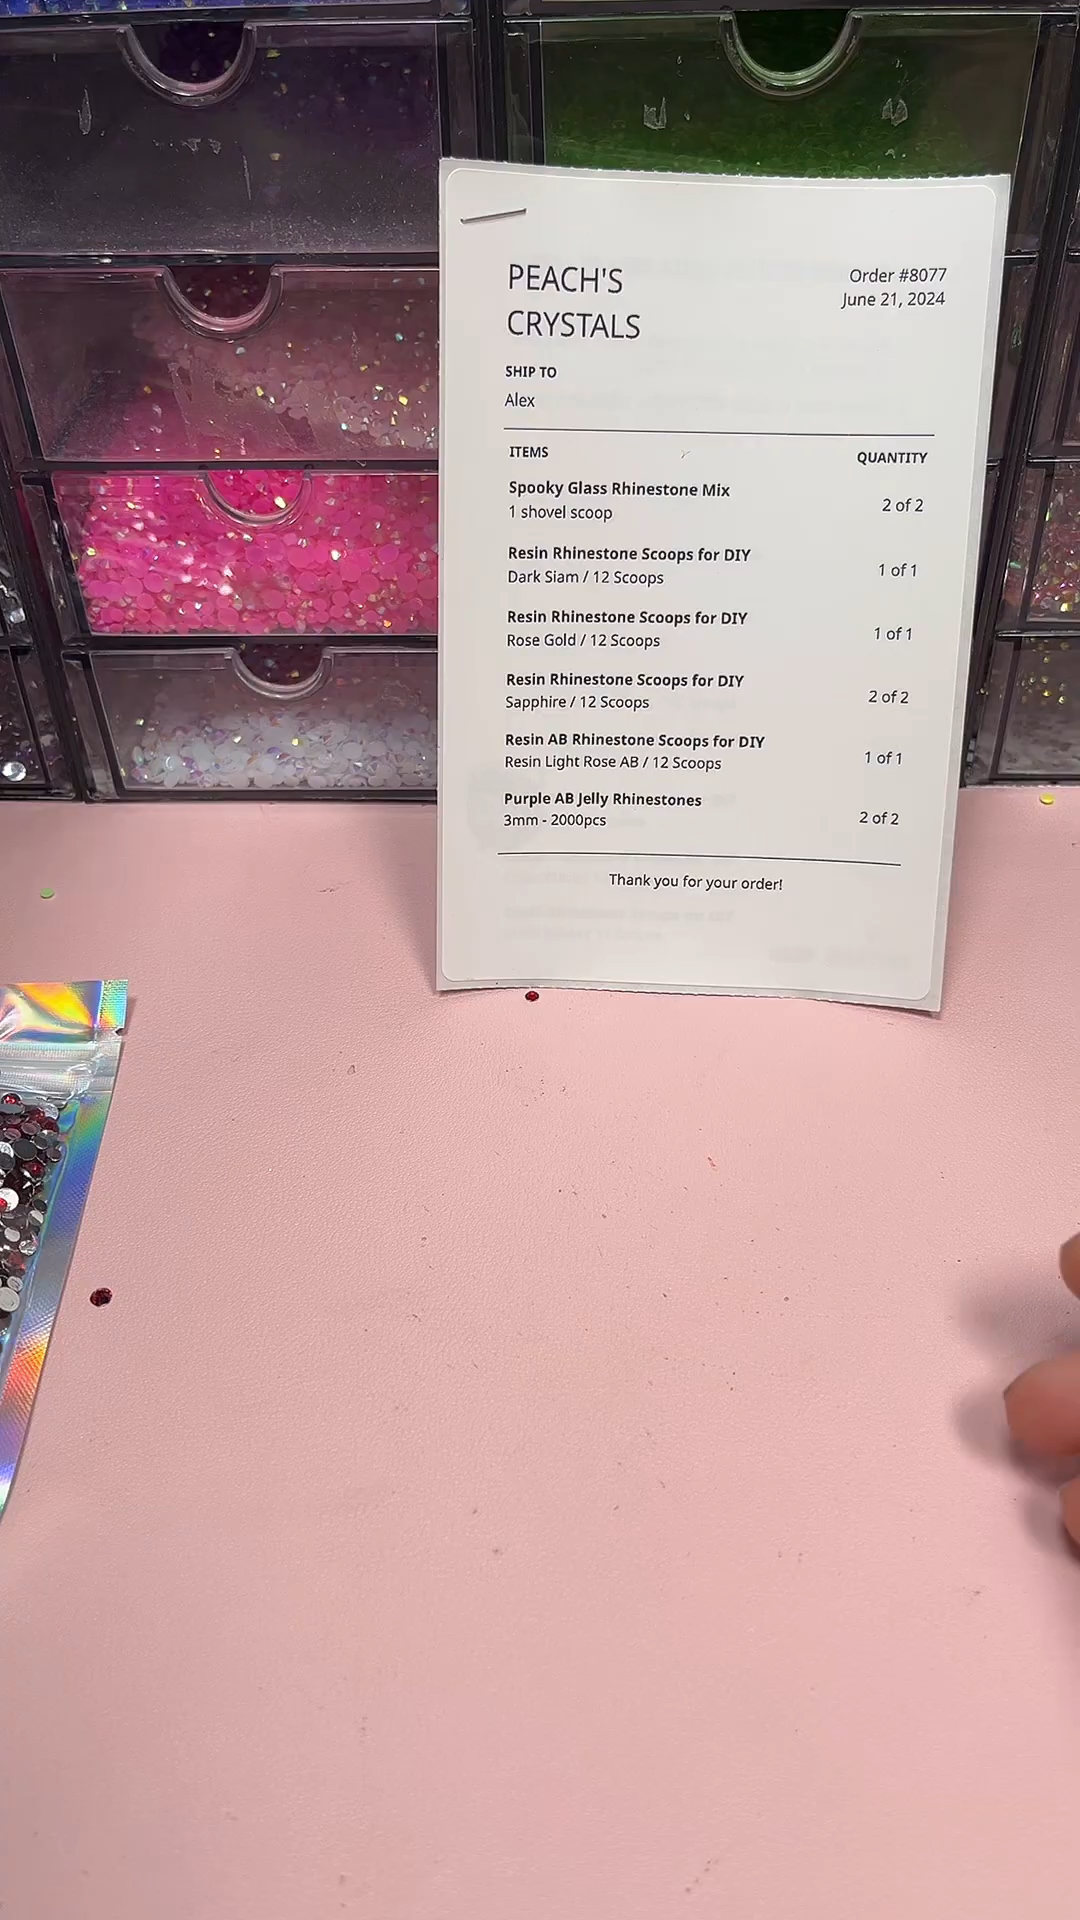 PEACH'S
CRYSTALS
Order #8077
June 21, 2024
SHIP TO
Alex
ITEMS QUANTITY
Spooky Glass Rhinestone Mix
1 shovel scoop
2 of 2
Resin Rhinestone Scoops for DIY
Dark Siam / 12 Scoops
1 of 1
Resin Rhinestone Scoops for DIY
Rose Gold / 12 Scoops
1 of 1
Resin Rhinestone Scoops for DIY
Sapphire / 12 Scoops
2 of 2
Resin AB Rhinestone Scoops for DIY
Resin Light Rose AB / 12 Scoops
1 of 1
Purple AB Jelly Rhinestones
3mm - 2000pcs
2 of 2
Thank you for your order!